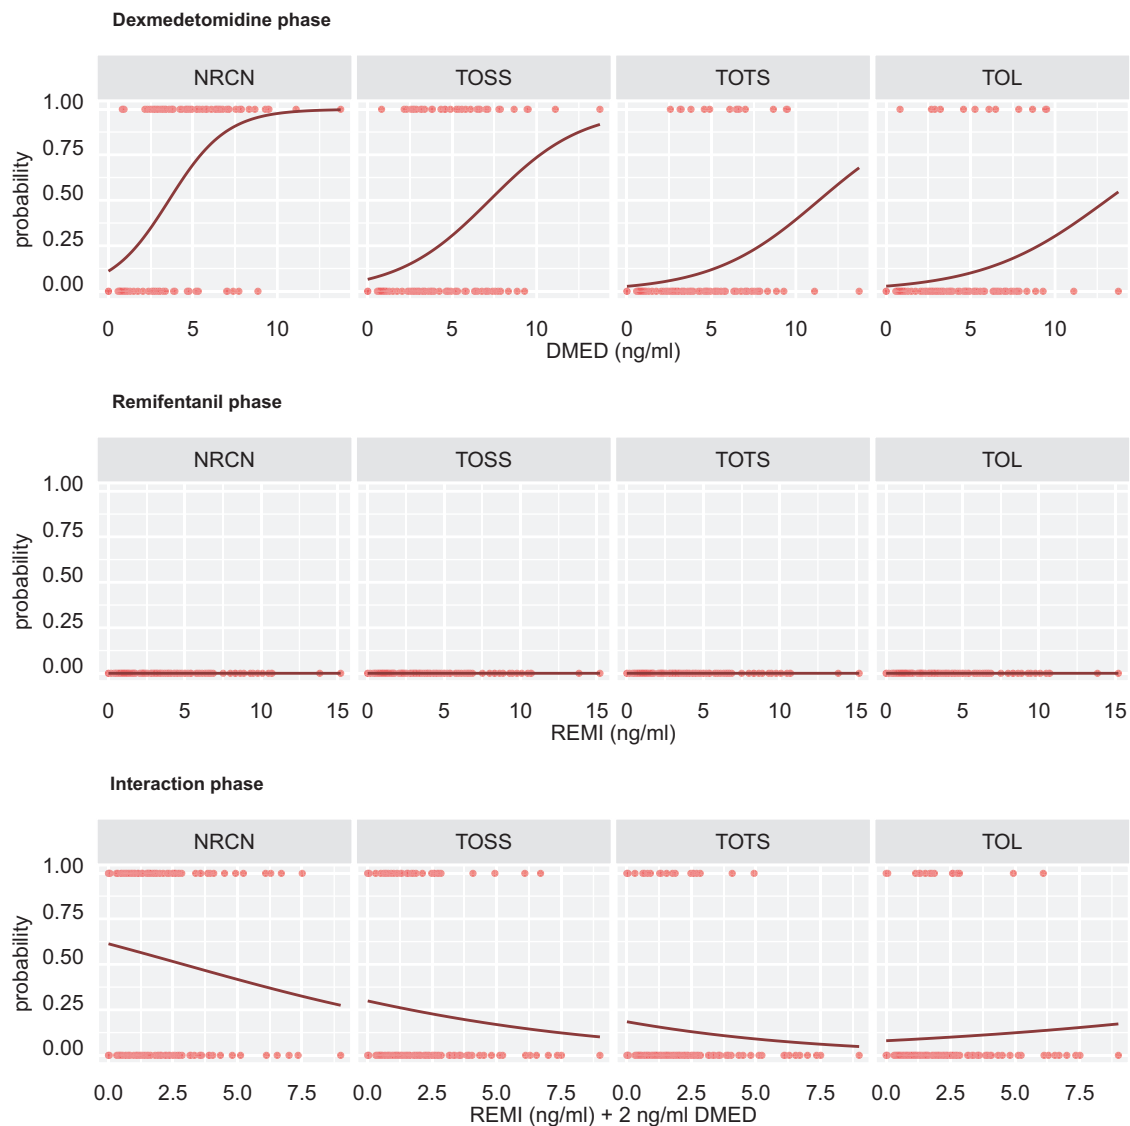 Dexmedetomidine phase
NRCN TOSS TOTS TOL
1.00
0.75
0.50
0.25
0.00
probability
0 5 10 0 5 10 0 5 10 0 5 10
DMED (ng/ml)
Remifentanil phase
NRCN TOSS TOTS TOL
1.00
0.75
0.50
0.25
0.00
probability
0 5 10 15 0 5 10 15 0 5 10 15 0 5 10 15
REMI (ng/ml)
Interaction phase
NRCN TOSS TOTS TOL
1.00
0.75
0.50
0.25
0.00
probability
0.0 2.5 5.0 7.5 0.0 2.5 5.0 7.5 0.0 2.5 5.0 7.5 0.0 2.5 5.0 7.5
REMI (ng/ml) + 2 ng/ml DMED